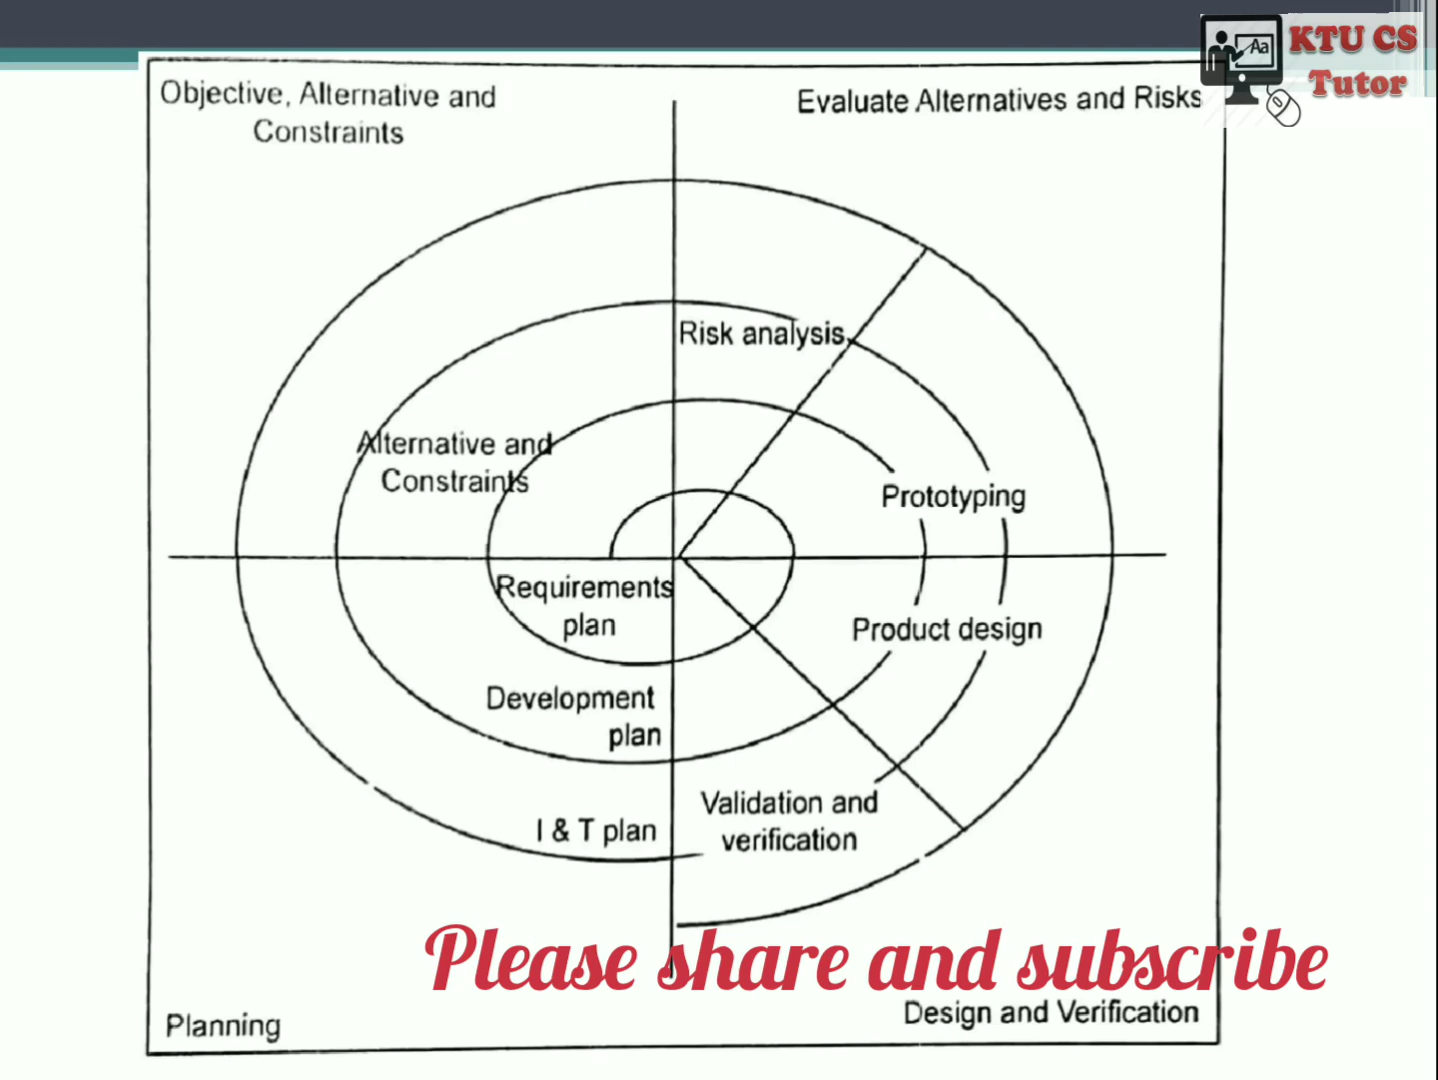 Objective, Alternative and
Constraints
Evaluate Alternatives and Risks
Aa
KTU CS
Tutor
Risk analysis
Alternative and
Constraints
Prototyping
Requirements
plan
Product design
Development
plan
I & T plan
Validation and
verification
Please share and subscribe
Planning
Design and Verification